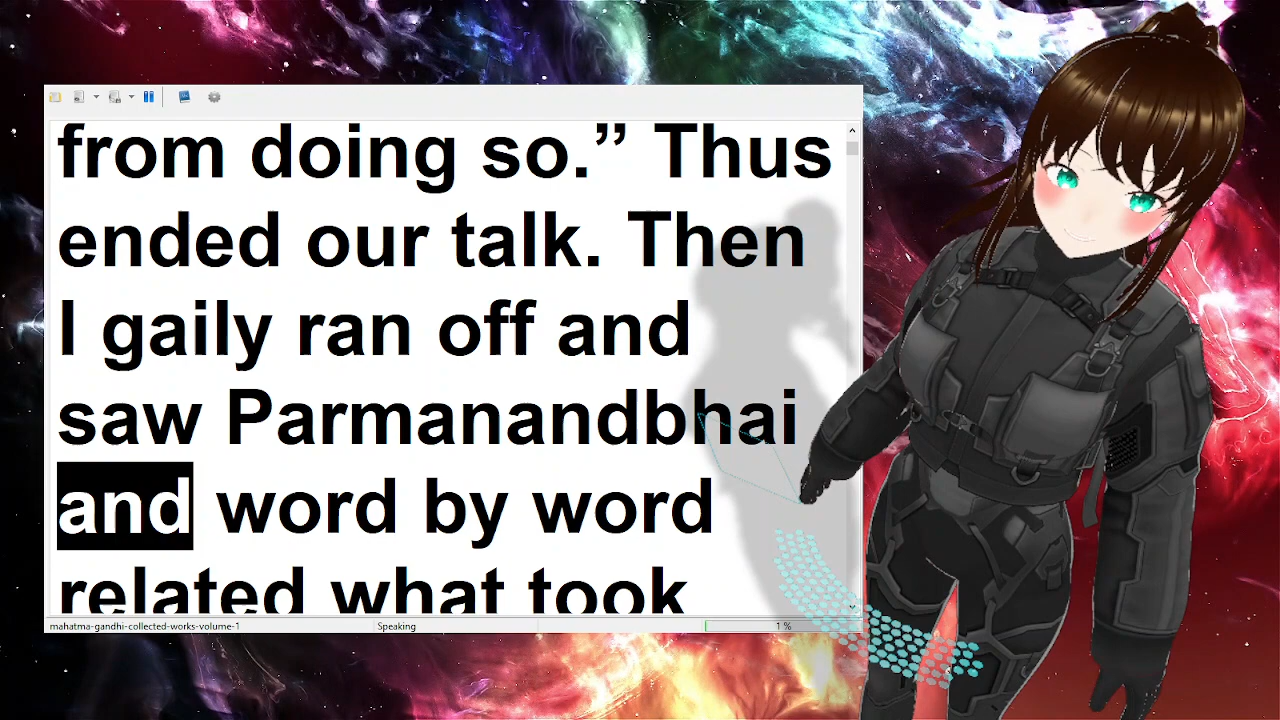 from doing so.” Thus
ended our talk. Then
I gaily ran off and
saw Parmanandbhai
and word by word
related what took
mahatma-gandhi-collected-works-volume-1 Speaking 1 %